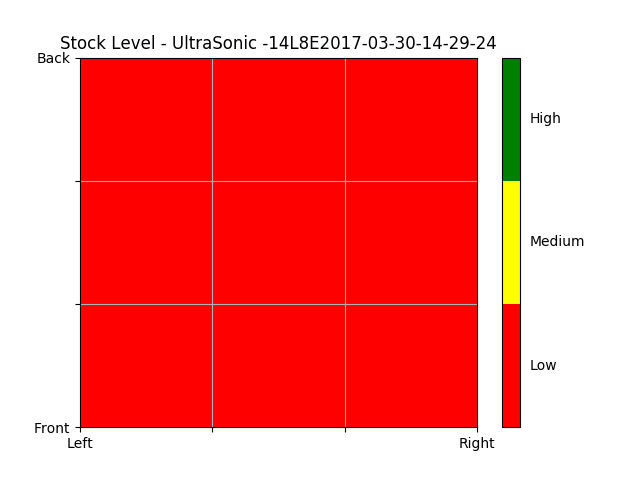 Stock Level - UltraSonic -14L8E2017-03-30-14-29-24
Back
High
Medium
Low
Front
Left
Right